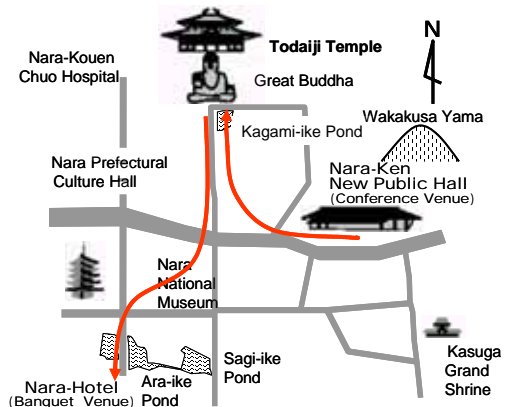 Todaiji Temple
N
Nara-Kouen
Chuo Hospital
Great Buddha
Wakakusa Yama
Kagami-ike Pond
Nara Prefectural
Culture Hall
Nara-Ken
New Public Hall
(Conference Venue)
Nara
National
Museum
Sagi-ike
Pond
Kasuga
Grand
Shrine
Nara-Hotel
(Banquet Venue)
Ara-ike
Pond